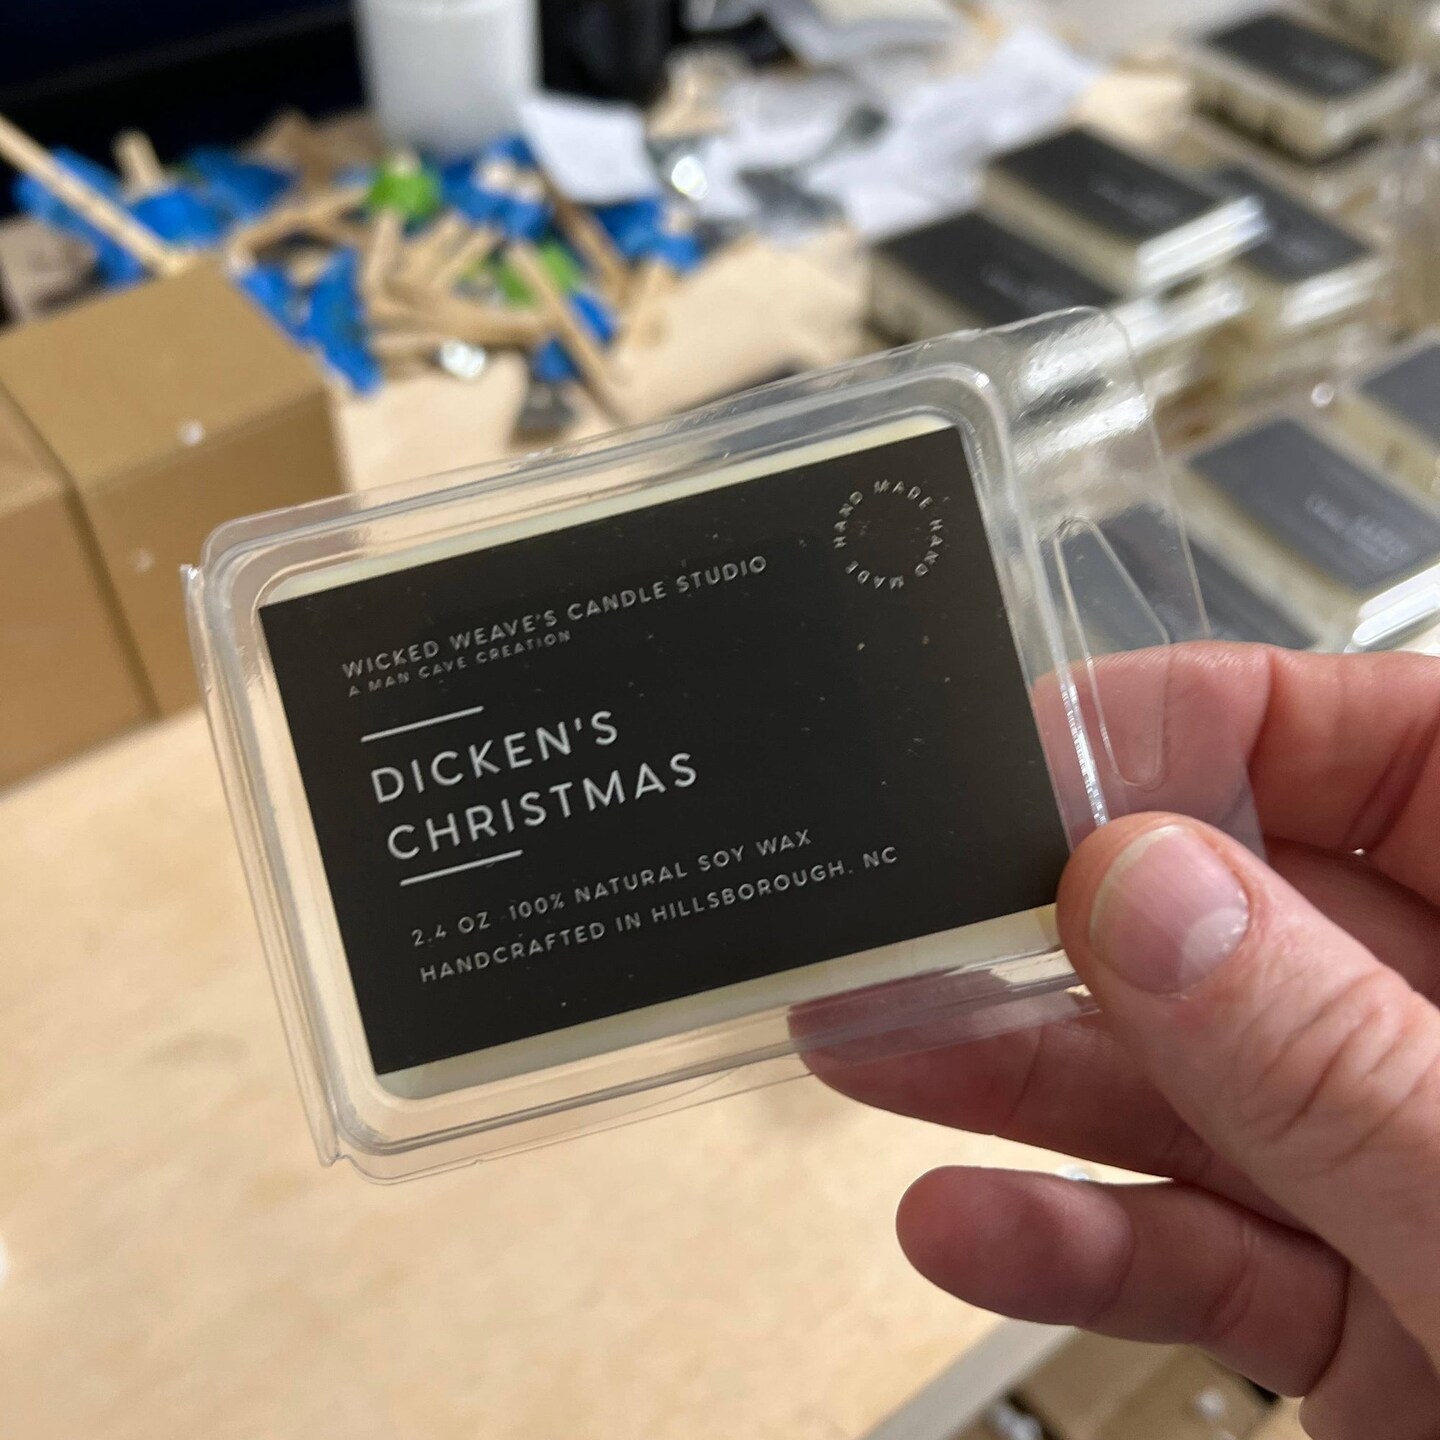 HAND MADE HAND MADE
WICKED WEAVE'S CANDLE STUDIO
A MAN CAVE CREATION
DICKEN'S
CHRISTMAS
2.4 OZ 100% NATURAL SOY WAX
HANDCRAFTED IN HILLSBOROUGH. NC